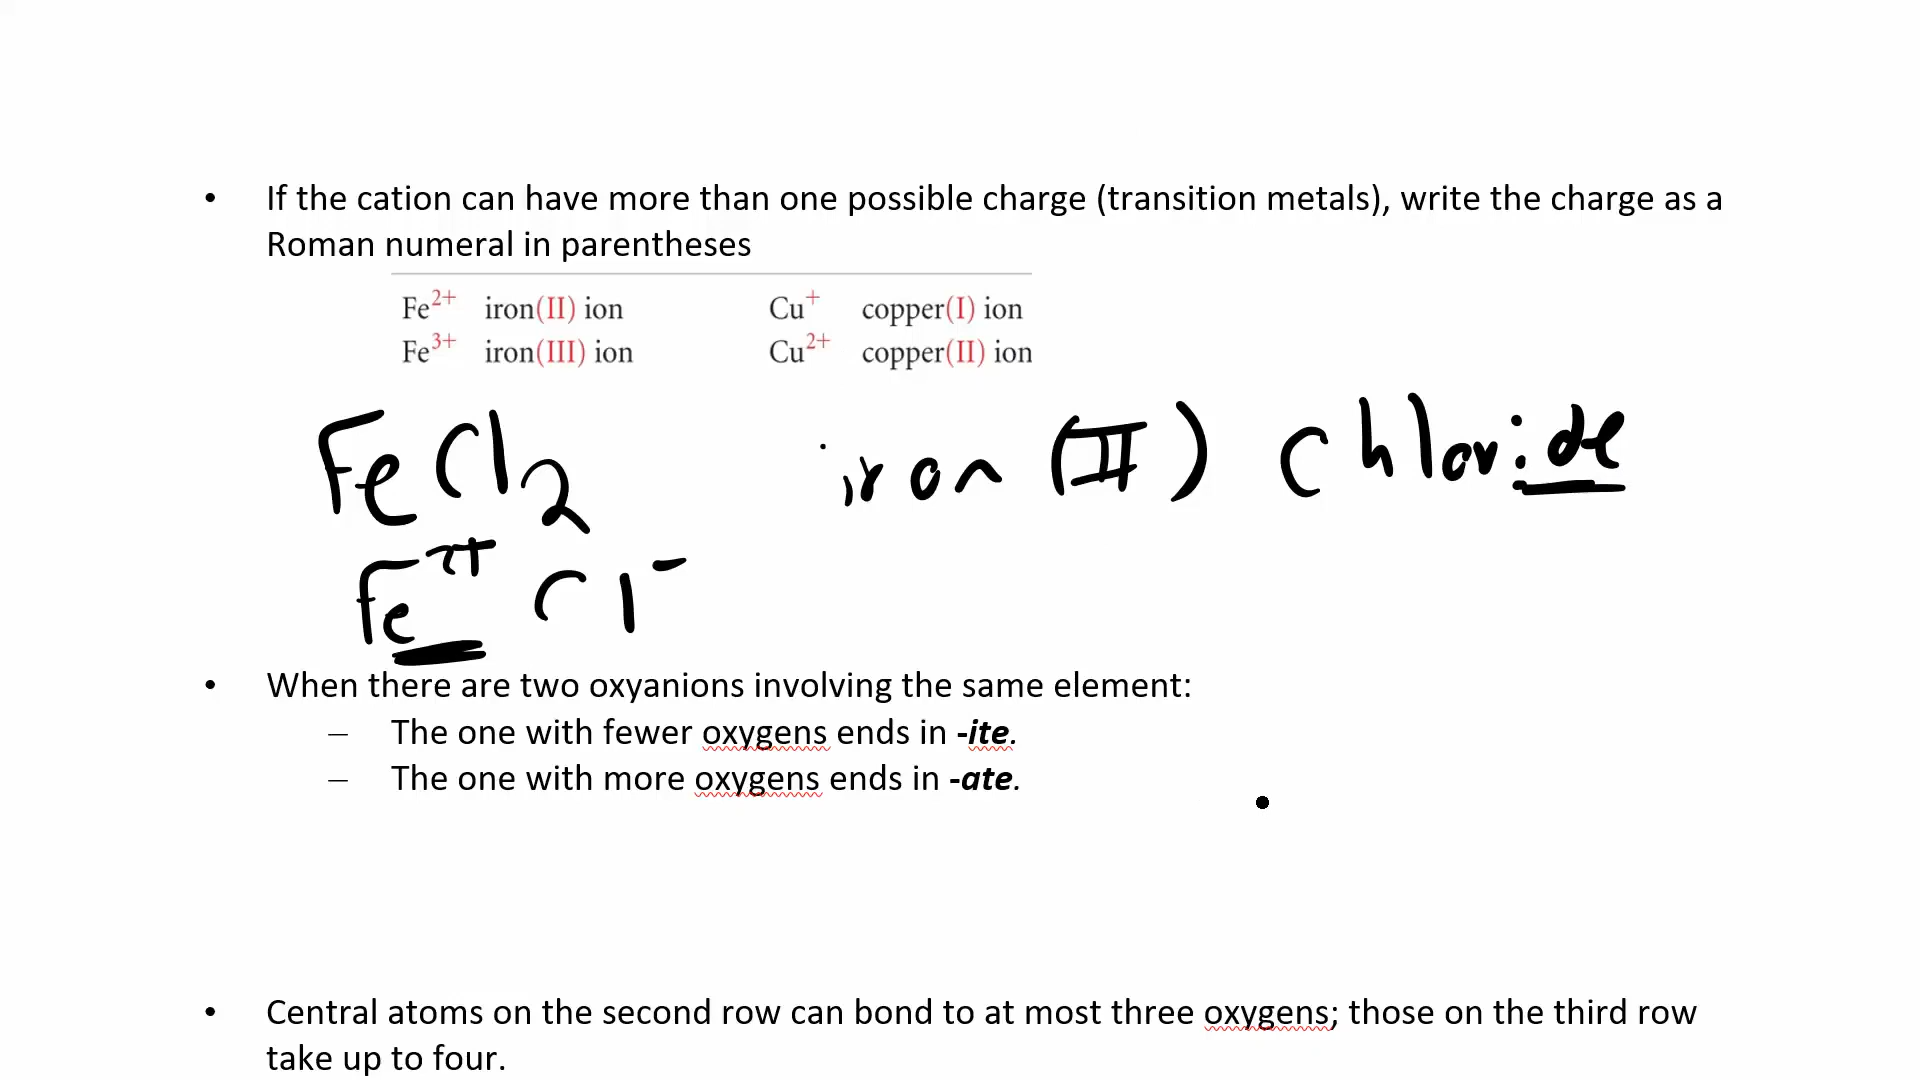 • If the cation can have more than one possible charge (transition metals), write the charge as a
Roman numeral in parentheses
Fe²⁺ iron(II) ion Cu⁺ copper(I) ion
Fe³⁺ iron(III) ion Cu²⁺ copper(II) ion
FeCl₂ iron (II) Chloride
Fe²⁺ Cl⁻
• When there are two oxyanions involving the same element:
– The one with fewer oxygens ends in -ite.
– The one with more oxygens ends in -ate.
• Central atoms on the second row can bond to at most three oxygens; those on the third row
take up to four.